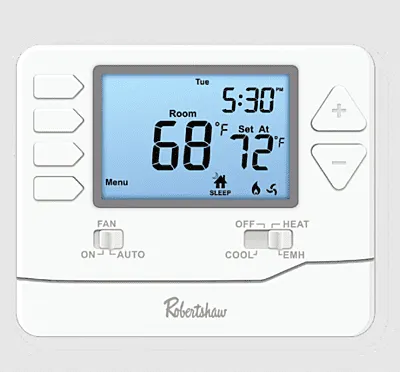 Tue
5:30PM
Room
68°F
Set At
72°F
Menu
SLEEP
FAN
ON
AUTO
OFF
HEAT
COOL
EMH
Robertshaw